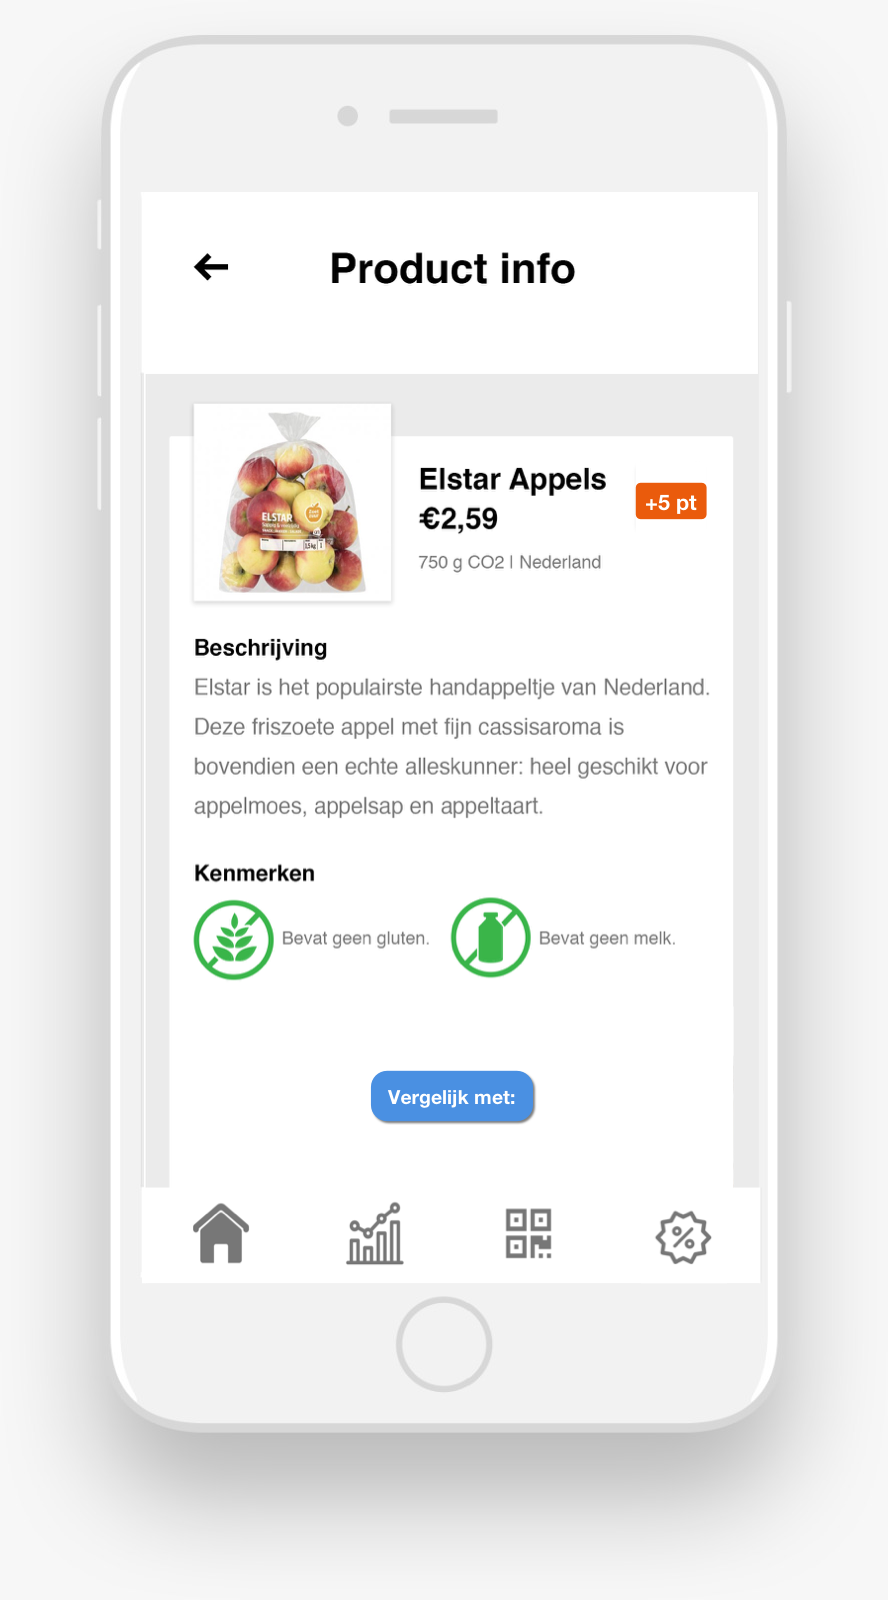 Product info
Elstar Appels
€2,59
+5 pt
750 g CO2 | Nederland
ELSTAR
1,5kg
Beschrijving
Elstar is het populairste handappeltje van Nederland.
Deze friszoete appel met fijn cassisaroma is
bovendien een echte alleskunner: heel geschikt voor
appelmoes, appelsap en appeltaart.
Kenmerken
Bevat geen gluten.
Bevat geen melk.
Vergelijk met: